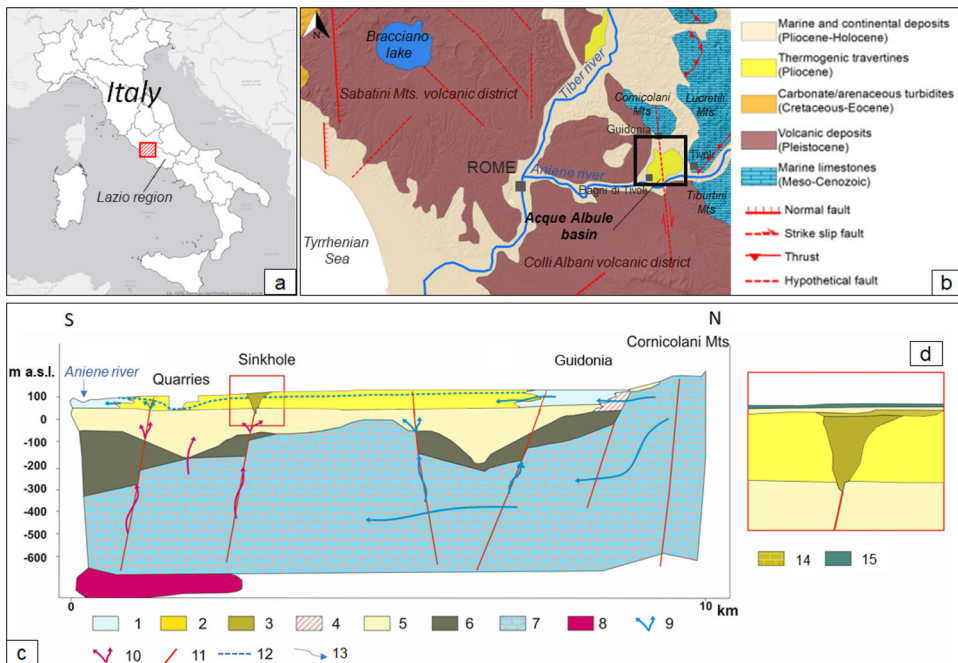 a
Italy
Lazio region
b
N
Bracciano
lake
Sabatini Mts. volcanic district
Tiber river
Cornicolani
Mts
Lucretili Mts
Guidonia
Tivoli
ROME
Aniene river
Bagni di Tivoli
Tiburtini
Mts
Acque Albule
basin
Tyrrhenian
Sea
Colli Albani volcanic district
Marine and continental deposits
(Pliocene-Holocene)
Thermogenic travertines
(Pliocene)
Carbonate/arenaceous turbidites
(Cretaceous-Eocene)
Volcanic deposits
(Pleistocene)
Marine limestones
(Meso-Cenozoic)
Normal fault
Strike slip fault
Thrust
Hypothetical fault
S
N
m a.s.l.
Aniene river
Quarries
Sinkhole
Guidonia
Cornicolani Mts
100
0
-100
-200
-300
-400
-500
-600
0
10
km
d
14
15
1
2
3
4
5
6
7
8
9
c
10
11
12
13